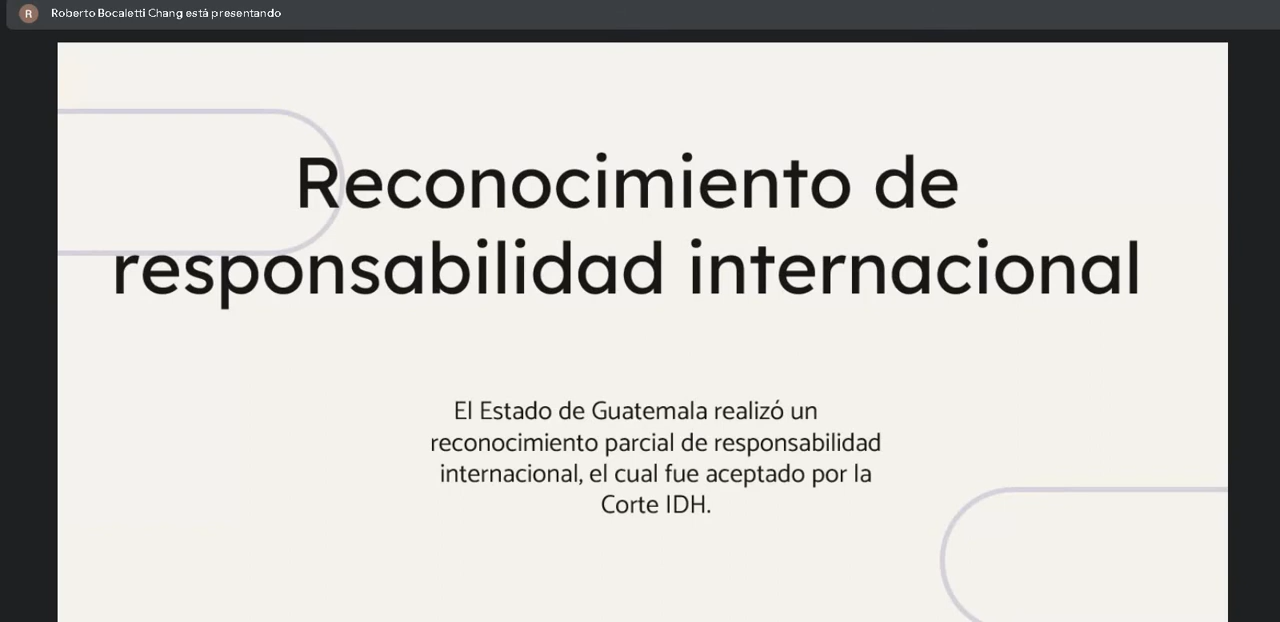 R
Roberto Bocaletti Chang está presentando
Reconocimiento de
responsabilidad internacional
El Estado de Guatemala realizó un
reconocimiento parcial de responsabilidad
internacional, el cual fue aceptado por la
Corte IDH.